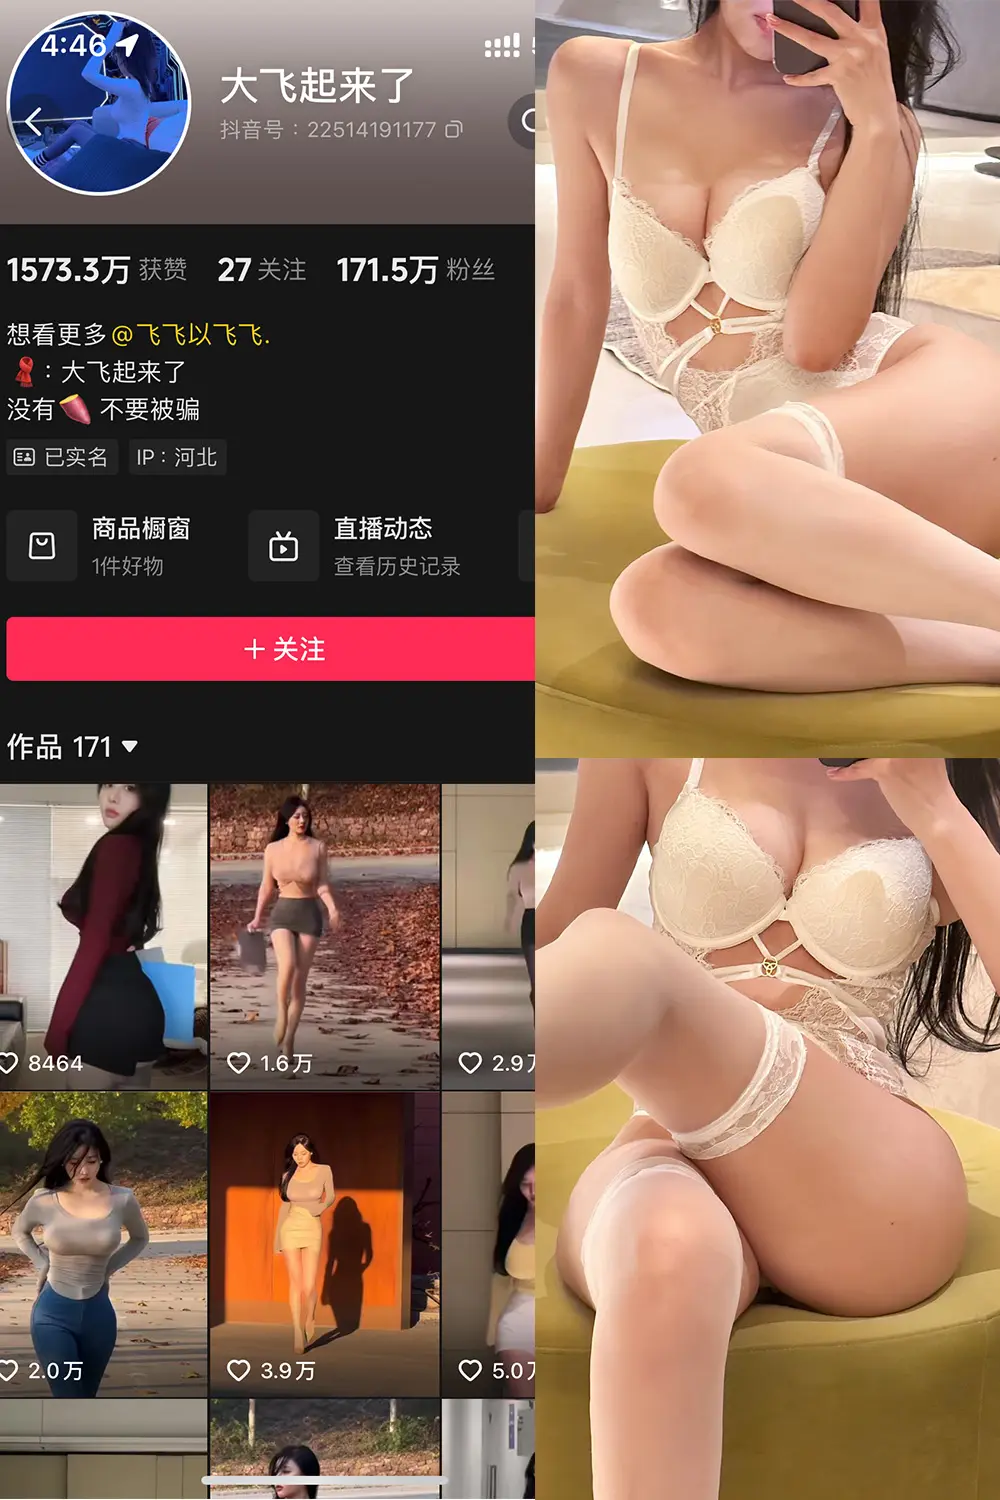 4:46
大飞起来了
抖音号：22514191177
1573.3万 获赞 27 关注 171.5万 粉丝
想看更多@飞飞以飞飞.
🧣：大飞起来了
没有🍠 不要被骗
已实名 IP：河北
商品橱窗 直播动态
1件好物 查看历史记录
+ 关注
作品 171
8464 1.6万 2.9万
2.0万 3.9万 5.0万